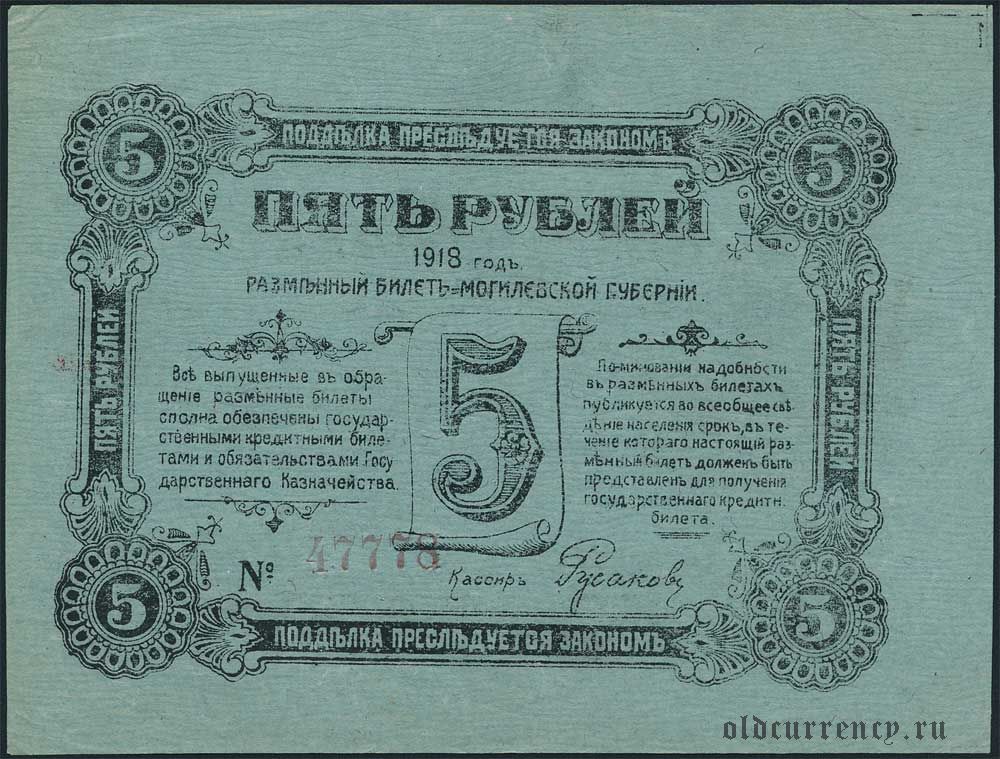 ПОДДѢЛКА ПРЕСЛѢДУЕТСЯ ЗАКОНОМЪ
5
5
ПЯТЬ РУБЛЕЙ
1918 годъ.
РАЗМѢННЫЙ БИЛЕТЪ=МОГИЛЕВСКОЙ ГУБЕРНІИ.
ПЯТЬ РУБЛЕЙ
Всѣ выпущенные въ обра-
щеніе размѣнные билеты
сполна обезпечены государ-
ственными кредитными биле-
тами и обязательствами Госу
дарственнаго Казначейства.
5
По миновании надобности
въ размѣнныхъ билетахъ
публикуется во всеобщее свѣ-
дѣніе населенія срокъ, въ те-
ченіе котораго настоящій раз-
мѣнный билетъ долженъ быть
представленъ для полученія
государственнаго кредитн.
билета.
ПЯТЬ РУБЛЕЙ
№ 47778
Кассиръ Русаковъ
5
5
ПОДДѢЛКА ПРЕСЛѢДУЕТСЯ ЗАКОНОМЪ
oldcurrency.ru